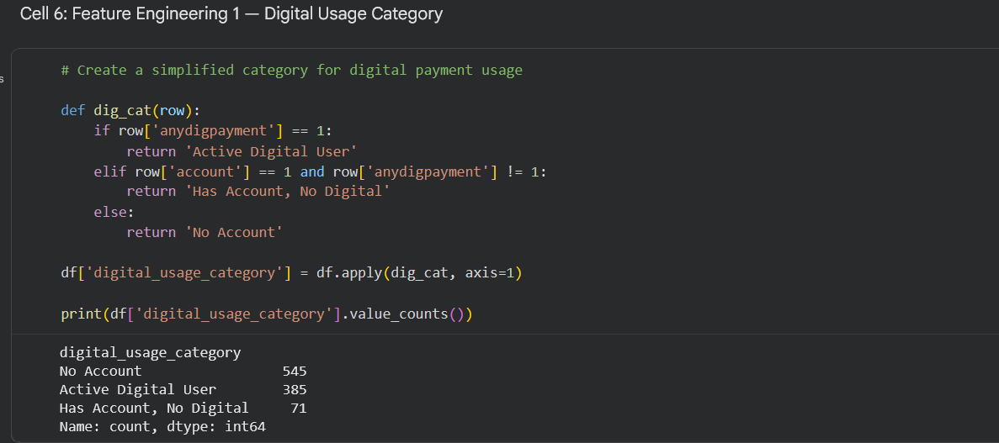 Cell 6: Feature Engineering 1 — Digital Usage Category
s
# Create a simplified category for digital payment usage
def dig_cat(row):
    if row['anydigpayment'] == 1:
        return 'Active Digital User'
    elif row['account'] == 1 and row['anydigpayment'] != 1:
        return 'Has Account, No Digital'
    else:
        return 'No Account'
df['digital_usage_category'] = df.apply(dig_cat, axis=1)
print(df['digital_usage_category'].value_counts())
digital_usage_category
No Account                 545
Active Digital User        385
Has Account, No Digital     71
Name: count, dtype: int64